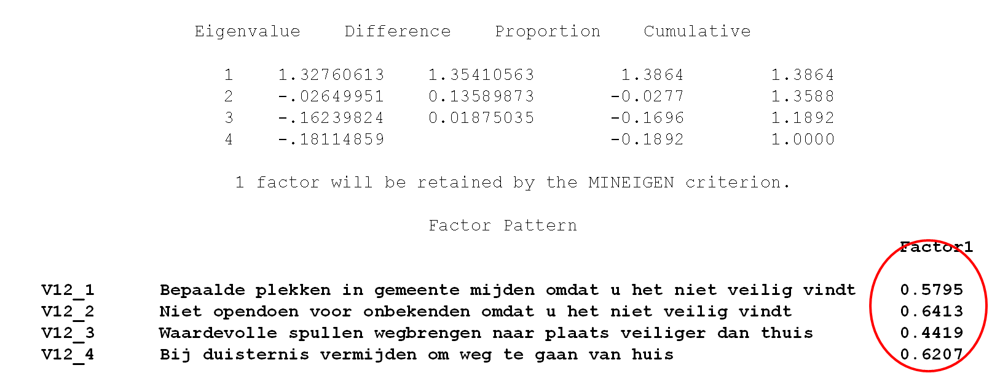 Eigenvalue Difference Proportion Cumulative
1 1.32760613 1.35410563 1.3864 1.3864
2 -.02649951 0.13589873 -0.0277 1.3588
3 -.16239824 0.01875035 -0.1696 1.1892
4 -.18114859 -0.1892 1.0000
1 factor will be retained by the MINEIGEN criterion.
Factor Pattern
Factor1
V12_1 Bepaalde plekken in gemeente mijden omdat u het niet veilig vindt 0.5795
V12_2 Niet opendoen voor onbekenden omdat u het niet veilig vindt 0.6413
V12_3 Waardevolle spullen wegbrengen naar plaats veiliger dan thuis 0.4419
V12_4 Bij duisternis vermijden om weg te gaan van huis 0.6207